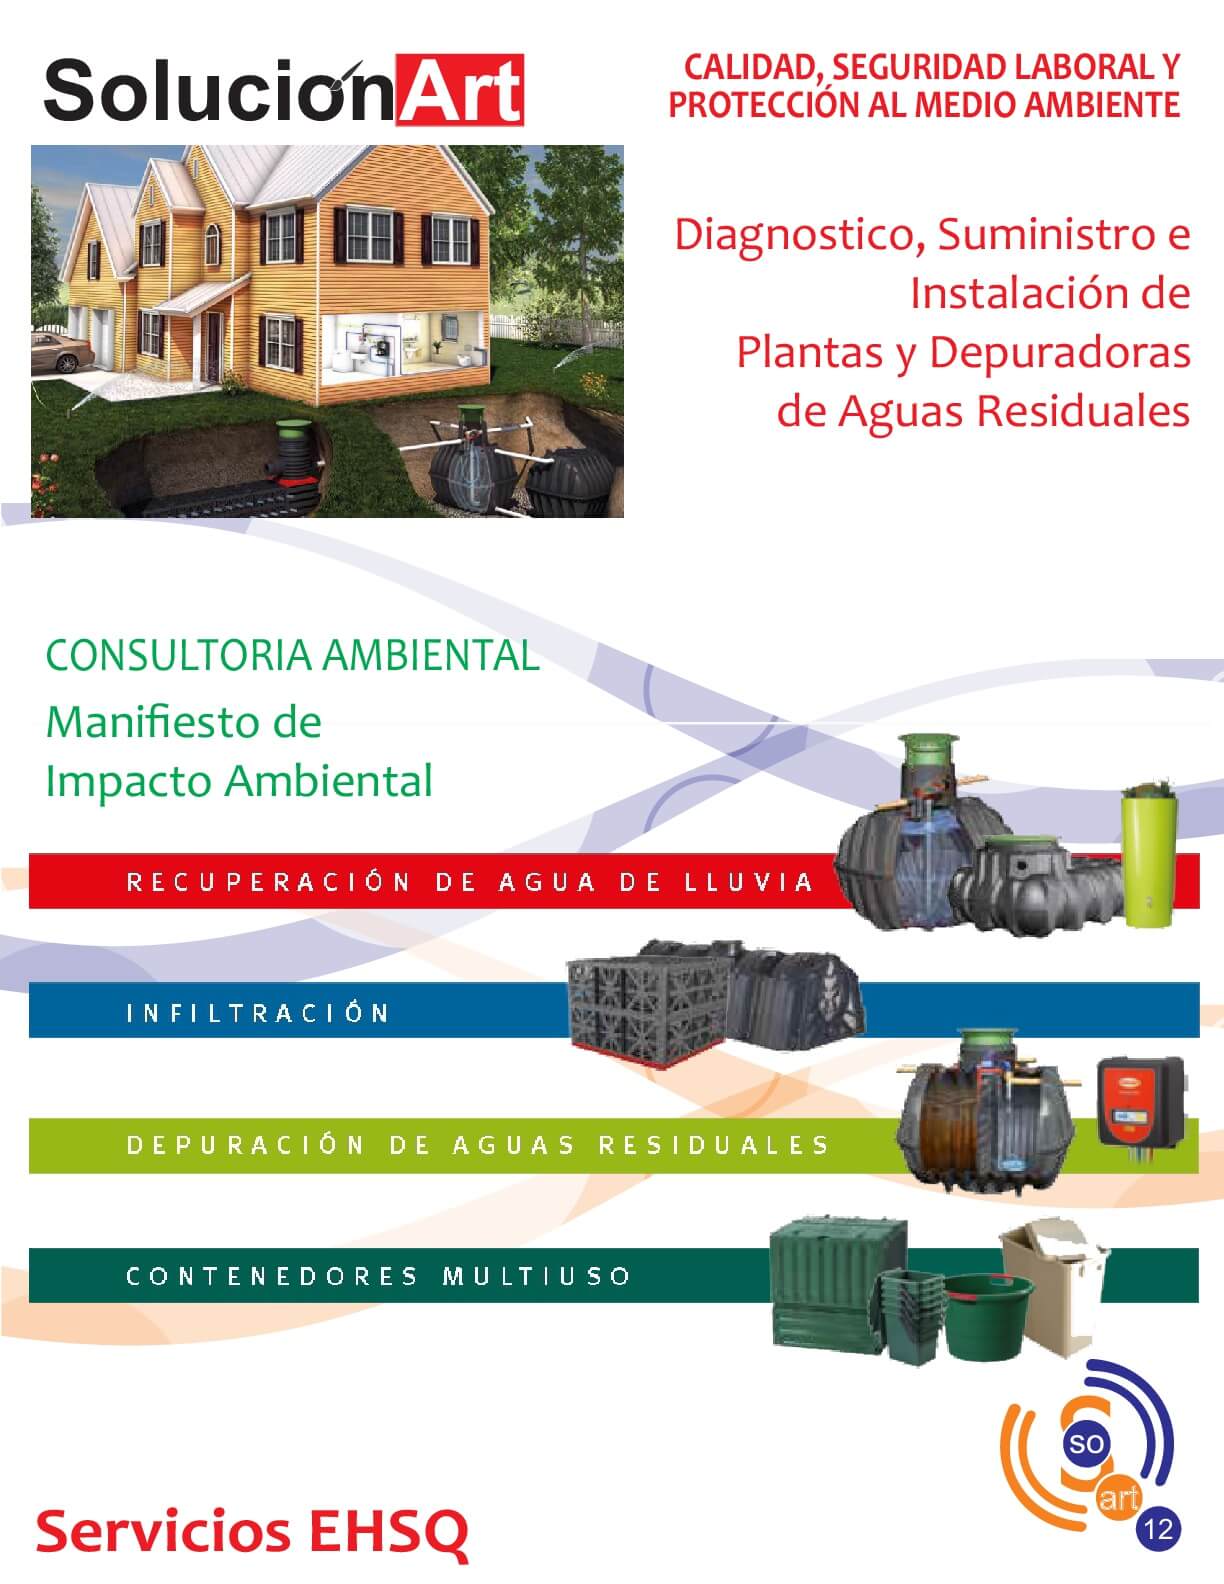 SolucionArt
CALIDAD, SEGURIDAD LABORAL Y
PROTECCIÓN AL MEDIO AMBIENTE
Diagnostico, Suministro e
Instalación de
Plantas y Depuradoras
de Aguas Residuales
CONSULTORIA AMBIENTAL
Manifiesto de
Impacto Ambiental
RECUPERACIÓN DE AGUA DE LLUVIA
INFILTRACIÓN
DEPURACIÓN DE AGUAS RESIDUALES
CONTENEDORES MULTIUSO
S
so
art
12
Servicios EHSQ